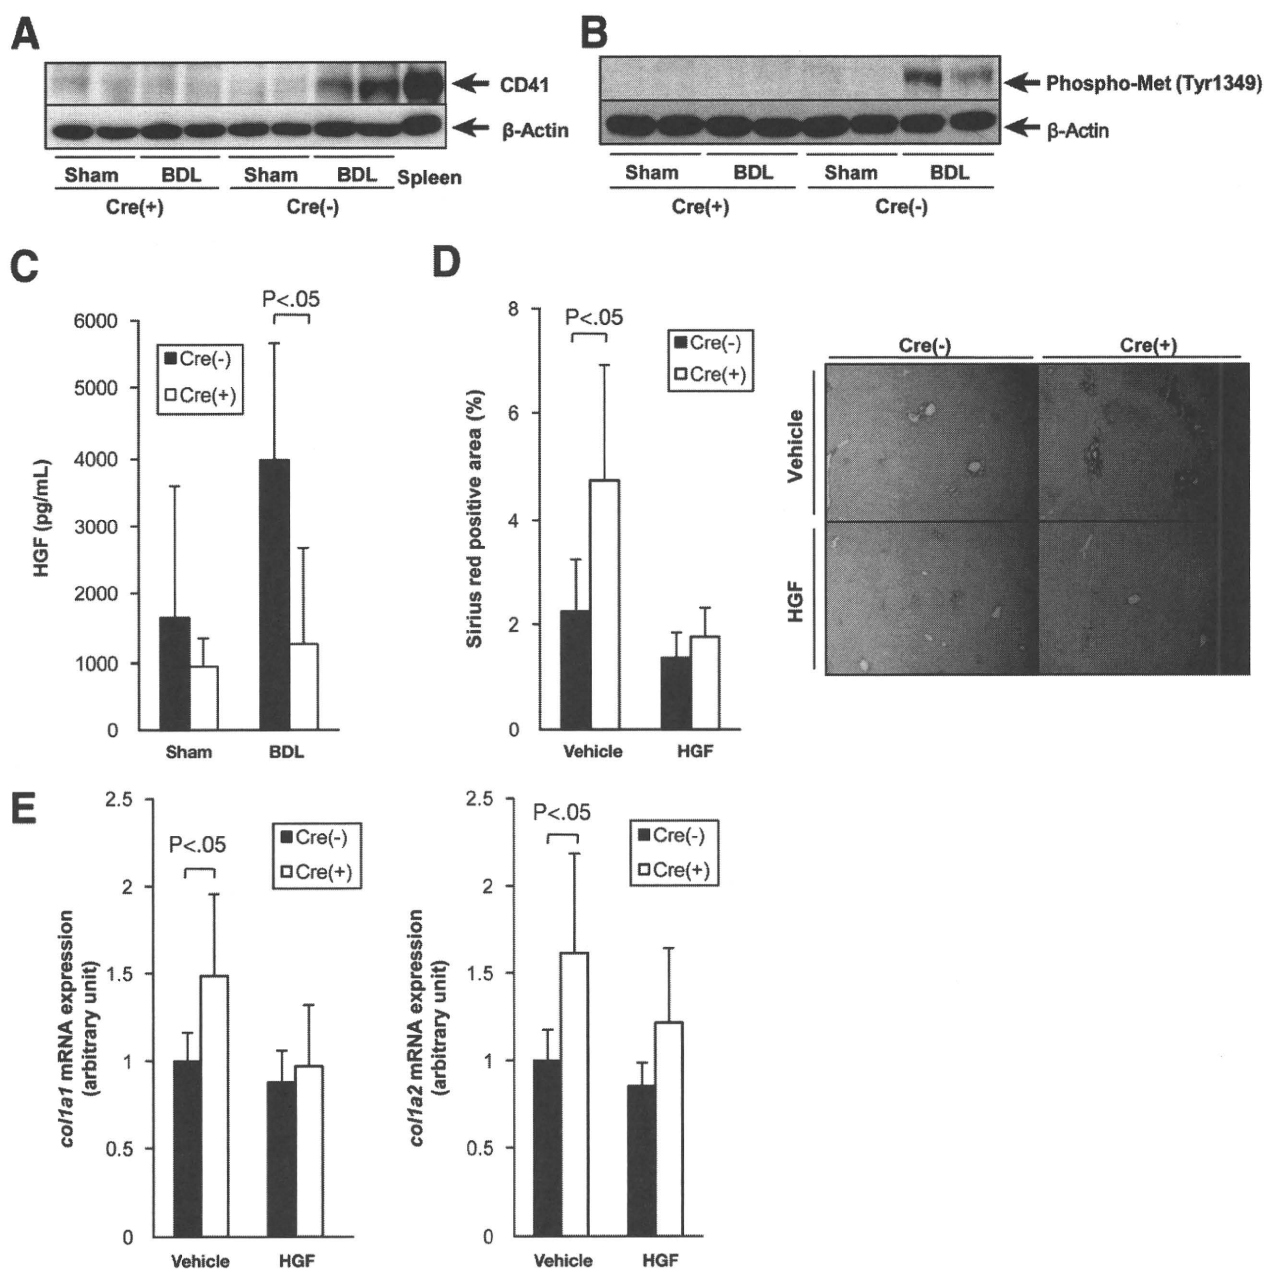 A
CD41
β-Actin
Sham BDL Sham BDL Spleen
Cre(+) Cre(-)
B
Phospho-Met (Tyr1349)
β-Actin
Sham BDL Sham BDL
Cre(+) Cre(-)
C
P<.05
Cre(-)
Cre(+)
HGF (pg/mL)
6000
5000
4000
3000
2000
1000
0
Sham BDL
D
P<.05
Cre(-)
Cre(+)
Sirius red positive area (%)
8
6
4
2
0
Vehicle HGF
Cre(-) Cre(+)
Vehicle
HGF
E
P<.05
Cre(-)
Cre(+)
col1a1 mRNA expression
(arbitrary unit)
2.5
2
1.5
1
0.5
0
Vehicle HGF
P<.05
Cre(-)
Cre(+)
col1a2 mRNA expression
(arbitrary unit)
2.5
2
1.5
1
0.5
0
Vehicle HGF